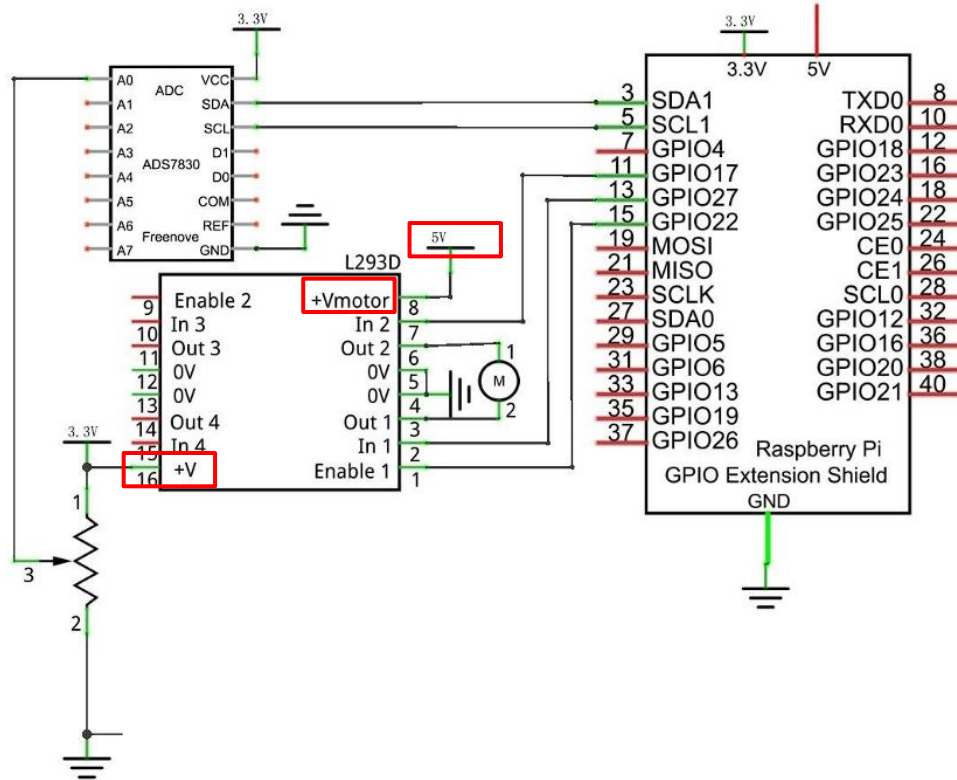 3.3V
ADC
ADS7830
Freenove
A0
A1
A2
A3
A4
A5
A6
A7
VCC
SDA
SCL
D1
D0
COM
REF
GND
5V
L293D
Enable 2
In 3
Out 3
0V
0V
Out 4
In 4
+V
9
10
11
12
13
14
15
16
+Vmotor
In 2
Out 2
0V
0V
Out 1
In 1
Enable 1
8
7
6
5
4
3
2
1
M
1
2
3.3V
1
3
2
3.3V
3.3V
5V
3 SDA1
5 SCL1
7 GPIO4
11 GPIO17
13 GPIO27
15 GPIO22
19 MOSI
21 MISO
23 SCLK
27 SDA0
29 GPIO5
31 GPIO6
33 GPIO13
35 GPIO19
37 GPIO26
TXD0 8
RXD0 10
GPIO18 12
GPIO23 16
GPIO24 18
GPIO25 22
CE0 24
CE1 26
SCL0 28
GPIO12 32
GPIO16 36
GPIO20 38
GPIO21 40
Raspberry Pi
GPIO Extension Shield
GND